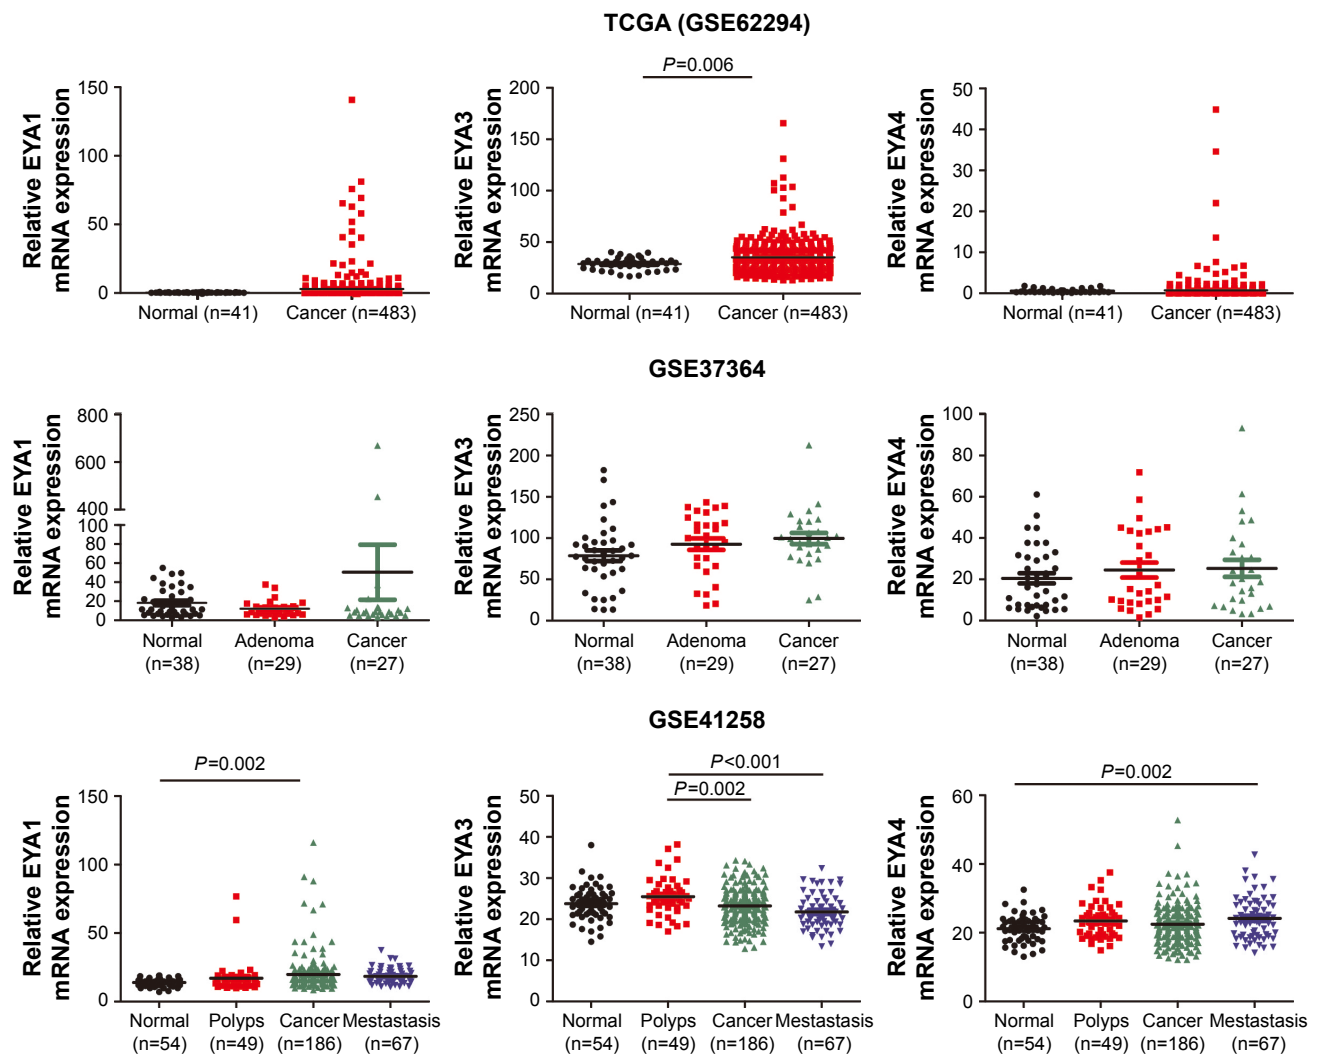 TCGA (GSE62294)
Relative EYA1
mRNA expression
150
100
50
0
Normal (n=41)
Cancer (n=483)
P=0.006
Relative EYA3
mRNA expression
200
150
100
50
0
Normal (n=41)
Cancer (n=483)
Relative EYA4
mRNA expression
50
40
30
20
10
0
Normal (n=41)
Cancer (n=483)
GSE37364
Relative EYA1
mRNA expression
800
600
400
100
80
60
40
20
0
Normal
(n=38)
Adenoma
(n=29)
Cancer
(n=27)
Relative EYA3
mRNA expression
250
200
150
100
50
0
Normal
(n=38)
Adenoma
(n=29)
Cancer
(n=27)
Relative EYA4
mRNA expression
100
80
60
40
20
0
Normal
(n=38)
Adenoma
(n=29)
Cancer
(n=27)
GSE41258
P=0.002
Relative EYA1
mRNA expression
150
100
50
0
Normal
(n=54)
Polyps
(n=49)
Cancer
(n=186)
Mestastasis
(n=67)
P<0.001
P=0.002
Relative EYA3
mRNA expression
50
40
30
20
10
0
Normal
(n=54)
Polyps
(n=49)
Cancer
(n=186)
Mestastasis
(n=67)
P=0.002
Relative EYA4
mRNA expression
60
40
20
0
Normal
(n=54)
Polyps
(n=49)
Cancer
(n=186)
Mestastasis
(n=67)